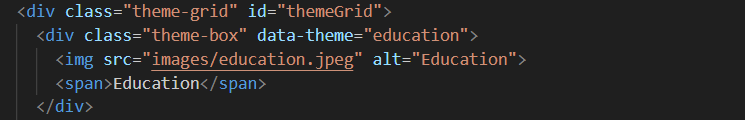 <div class="theme-grid" id="themeGrid">
<div class="theme-box" data-theme="education">
<img src="images/education.jpeg" alt="Education">
<span>Education</span>
</div>